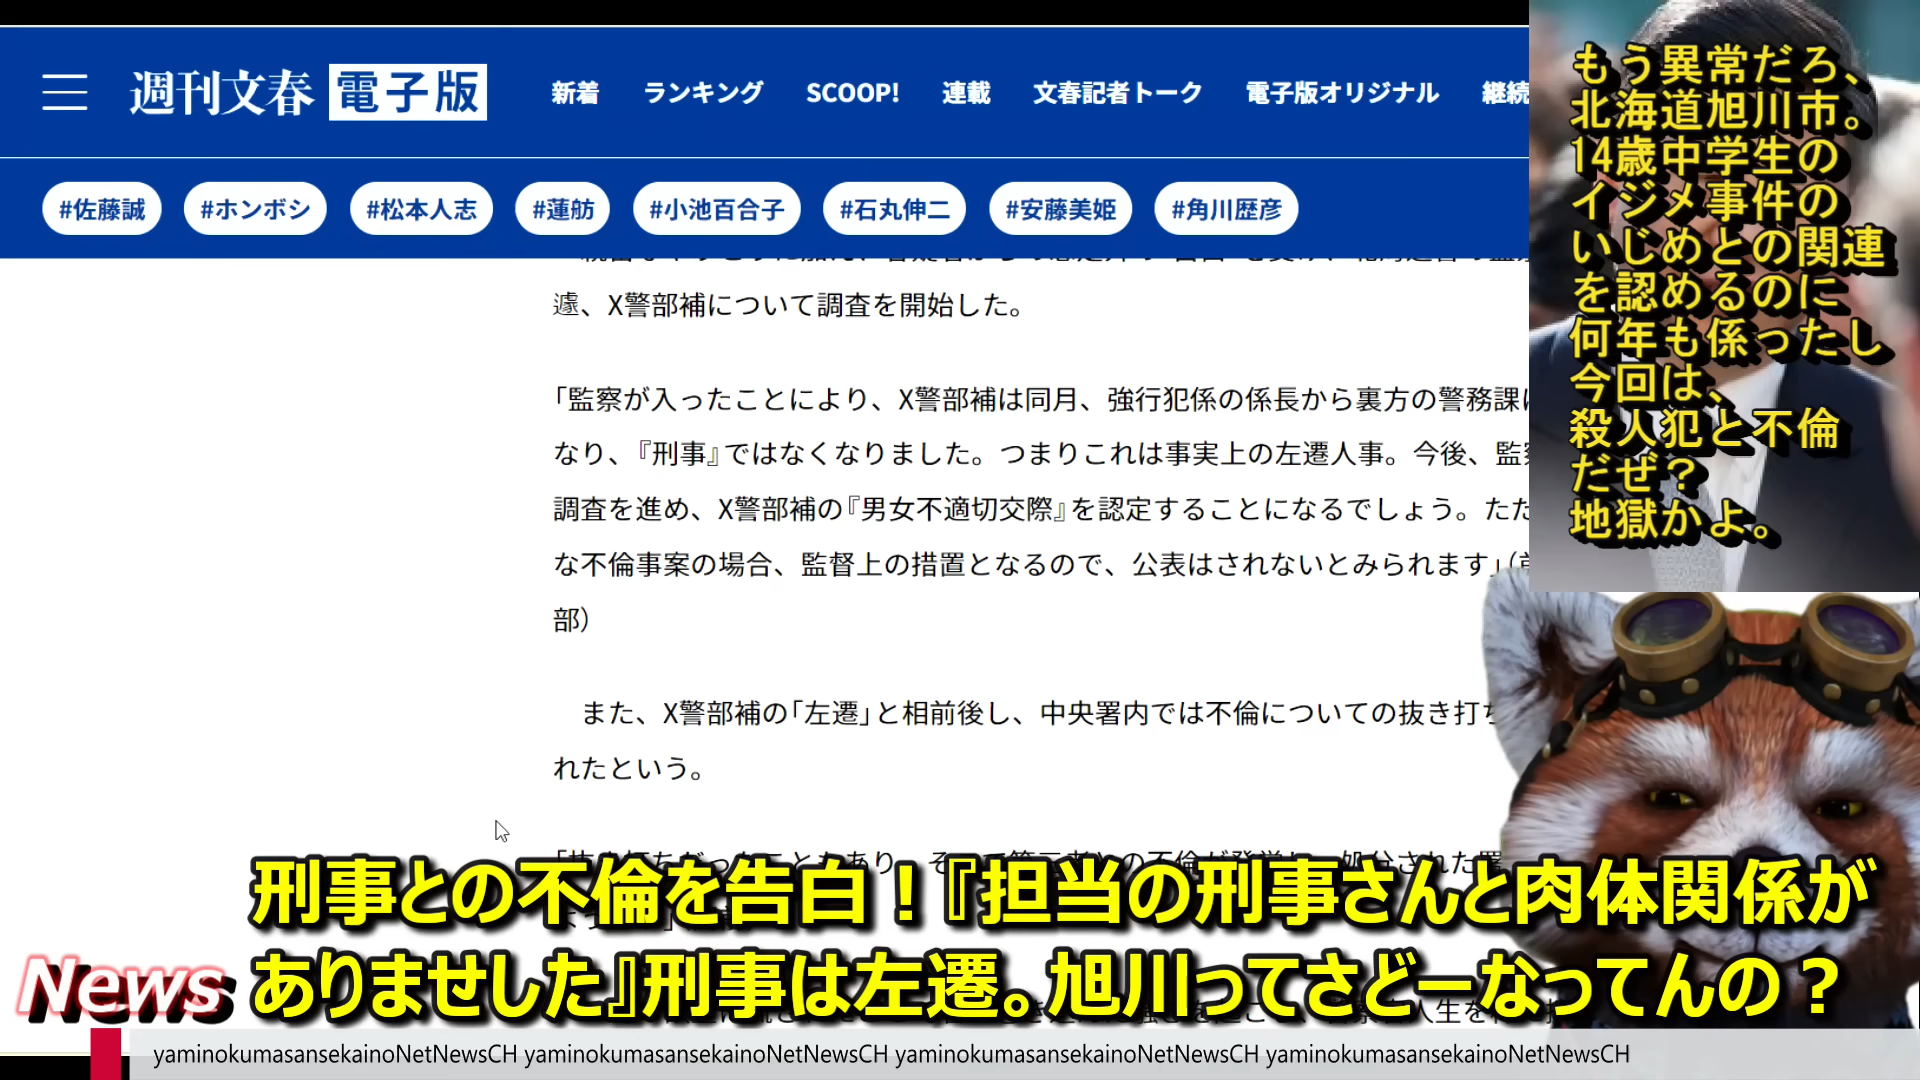 週刊文春 電子版
新着 ランキング SCOOP! 連載 文春記者トーク 電子版オリジナル 継続
#佐藤誠 #ホンボシ #松本人志 #蓮舫 #小池百合子 #石丸伸二 #安藤美姫 #角川歴彦
遽、X警部補について調査を開始した。
「監察が入ったことにより、X警部補は同月、強行犯係の係長から裏方の警務課に
なり、『刑事』ではなくなりました。つまりこれは事実上の左遷人事。今後、監察
調査を進め、X警部補の『男女不適切交際』を認定することになるでしょう。ただ
な不倫事案の場合、監督上の措置となるので、公表はされないとみられます」（前
部）
また、X警部補の「左遷」と相前後し、中央署内では不倫についての抜き打ち
れたという。
もう異常だろ、
北海道旭川市。
14歳中学生の
イジメ事件の
いじめとの関連
を認めるのに
何年も係ったし
今回は、
殺人犯と不倫
だぜ？
地獄かよ。
刑事との不倫を告白！『担当の刑事さんと肉体関係が
ありませした』刑事は左遷。旭川ってさどーなってんの？
News
yaminokumasansekainoNetNewsCH yaminokumasansekainoNetNewsCH yaminokumasansekainoNetNewsCH yaminokumasansekainoNetNewsCH